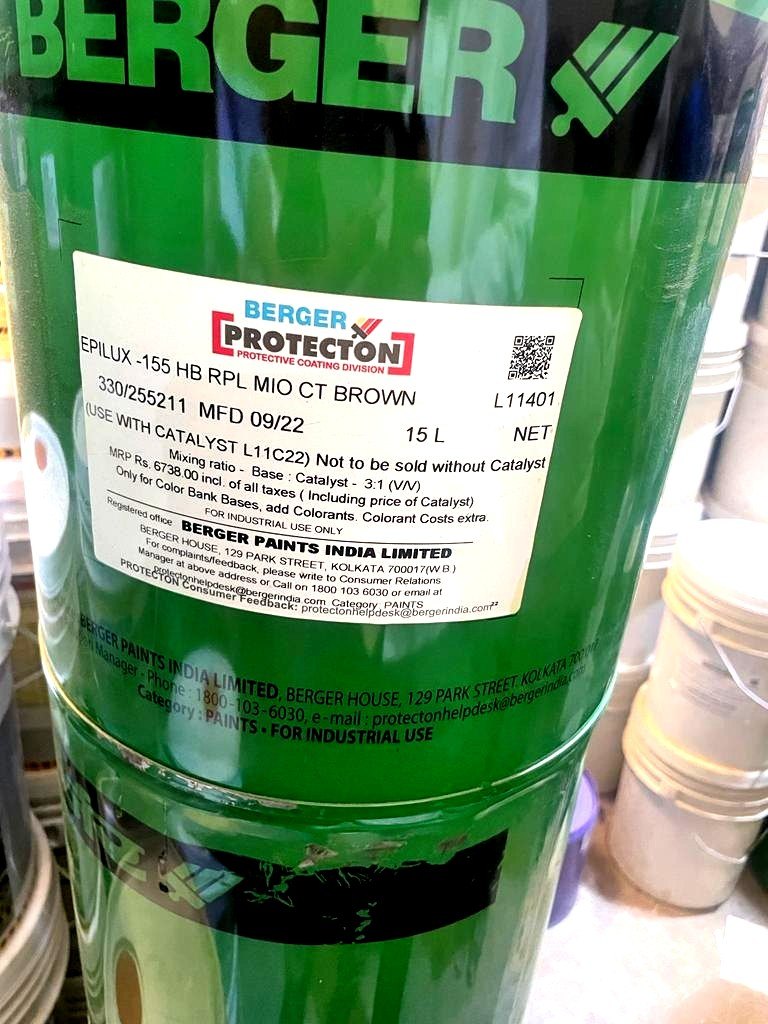 BERGER
BERGER
PROTECTON
PROTECTIVE COATING DIVISION
EPILUX -155 HB RPL MIO CT BROWN L11401
330/255211 MFD 09/22 15 L NET
(USE WITH CATALYST L11C22) Not to be sold without Catalyst
Mixing ratio - Base : Catalyst - 3:1 (V/V)
MRP Rs. 6738.00 incl. of all taxes ( Including price of Catalyst)
Only for Color Bank Bases, add Colorants. Colorant Costs extra.
FOR INDUSTRIAL USE ONLY
Registered office BERGER PAINTS INDIA LIMITED
BERGER HOUSE, 129 PARK STREET, KOLKATA 700017(W.B.)
For complaints/feedback, please write to Consumer Relations
Manager at above address or Call on 1800 103 6030 or email at
protectonhelpdesk@bergerindia.com Category PAINTS
PROTECTON Consumer Feedback: protectonhelpdesk@bergerindia.com
BERGER PAINTS INDIA LIMITED, BERGER HOUSE, 129 PARK STREET, KOLKATA
Manager - Phone : 1800-103-6030, e-mail : protectonhelpdesk@bergerindia.com
Category : PAINTS • FOR INDUSTRIAL USE